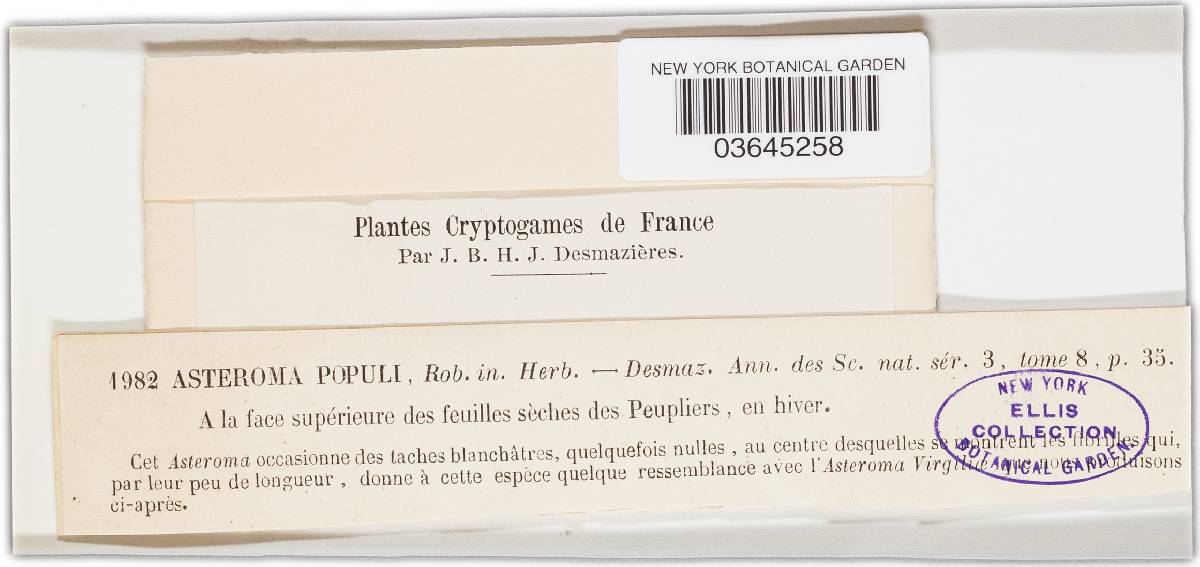 NEW YORK BOTANICAL GARDEN
03645258
Plantes Cryptogames de France
Par J. B. H. J. Desmazières.
1982 ASTEROMA POPULI, Rob. in. Herb. — Desmaz. Ann. des Sc. nat. sér. 3, tome 8, p. 35.
A la face supérieure des feuilles sèches des Peupliers, en hiver.
Cet Asteroma occasionne des taches blanchâtres, quelquefois nulles, au centre desquelles se montrent les fibrilles qui,
par leur peu de longueur, donne à cette espèce quelque ressemblance avec l'Asteroma Virgiliæ que nous produisons
ci-après.
NEW YORK
ELLIS
COLLECTION
BOTANICAL GARDEN.